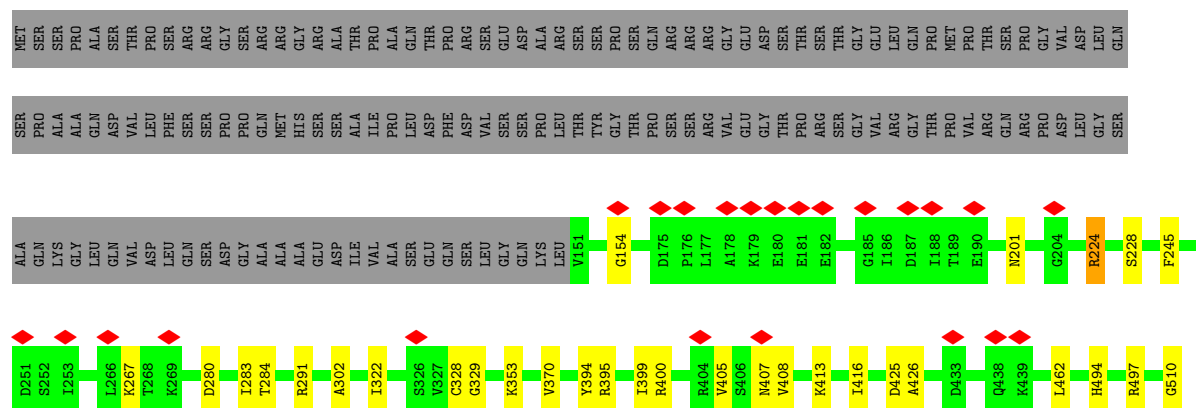 MET SER SER PRO ALA SER THR PRO SER ARG ARG GLY SER ARG ARG GLY ARG ALA THR PRO ALA GLN THR PRO ARG SER GLU ASP ALA ARG SER SER PRO SER GLN ARG ARG ARG GLY GLU ASP SER THR SER THR GLY GLU LEU GLN PRO MET PRO THR SER PRO GLY VAL ASP LEU GLN
SER PRO ALA ALA GLN ASP VAL LEU PHE SER SER PRO PRO GLN MET HIS SER SER ALA ILE PRO LEU ASP PHE ASP VAL SER SER PRO LEU THR TYR GLY THR PRO SER SER ARG VAL GLU GLY THR PRO ARG SER GLY VAL ARG GLY THR PRO VAL ARG GLN ARG PRO ASP LEU GLY SER
ALA GLN LYS GLY LEU GLN VAL ASP LEU GLN SER ASP GLY ALA ALA ALA GLU ASP ILE VAL ALA SER GLU GLN SER LEU GLY GLN LYS LEU V151 G154 D175 P176 L177 A178 K179 E180 E181 E182 G185 I186 D187 I188 T189 E190 N201 G204 R224 S228 F245
D251 S252 I253 L266 K267 T268 K269 D280 I283 T284 R291 A302 I322 S326 V327 C328 G329 K353 V370 Y394 R395 I399 R400 R404 V405 S406 N407 V408 K413 I416 D425 A426 D433 Q438 K439 L462 H494 R497 G510